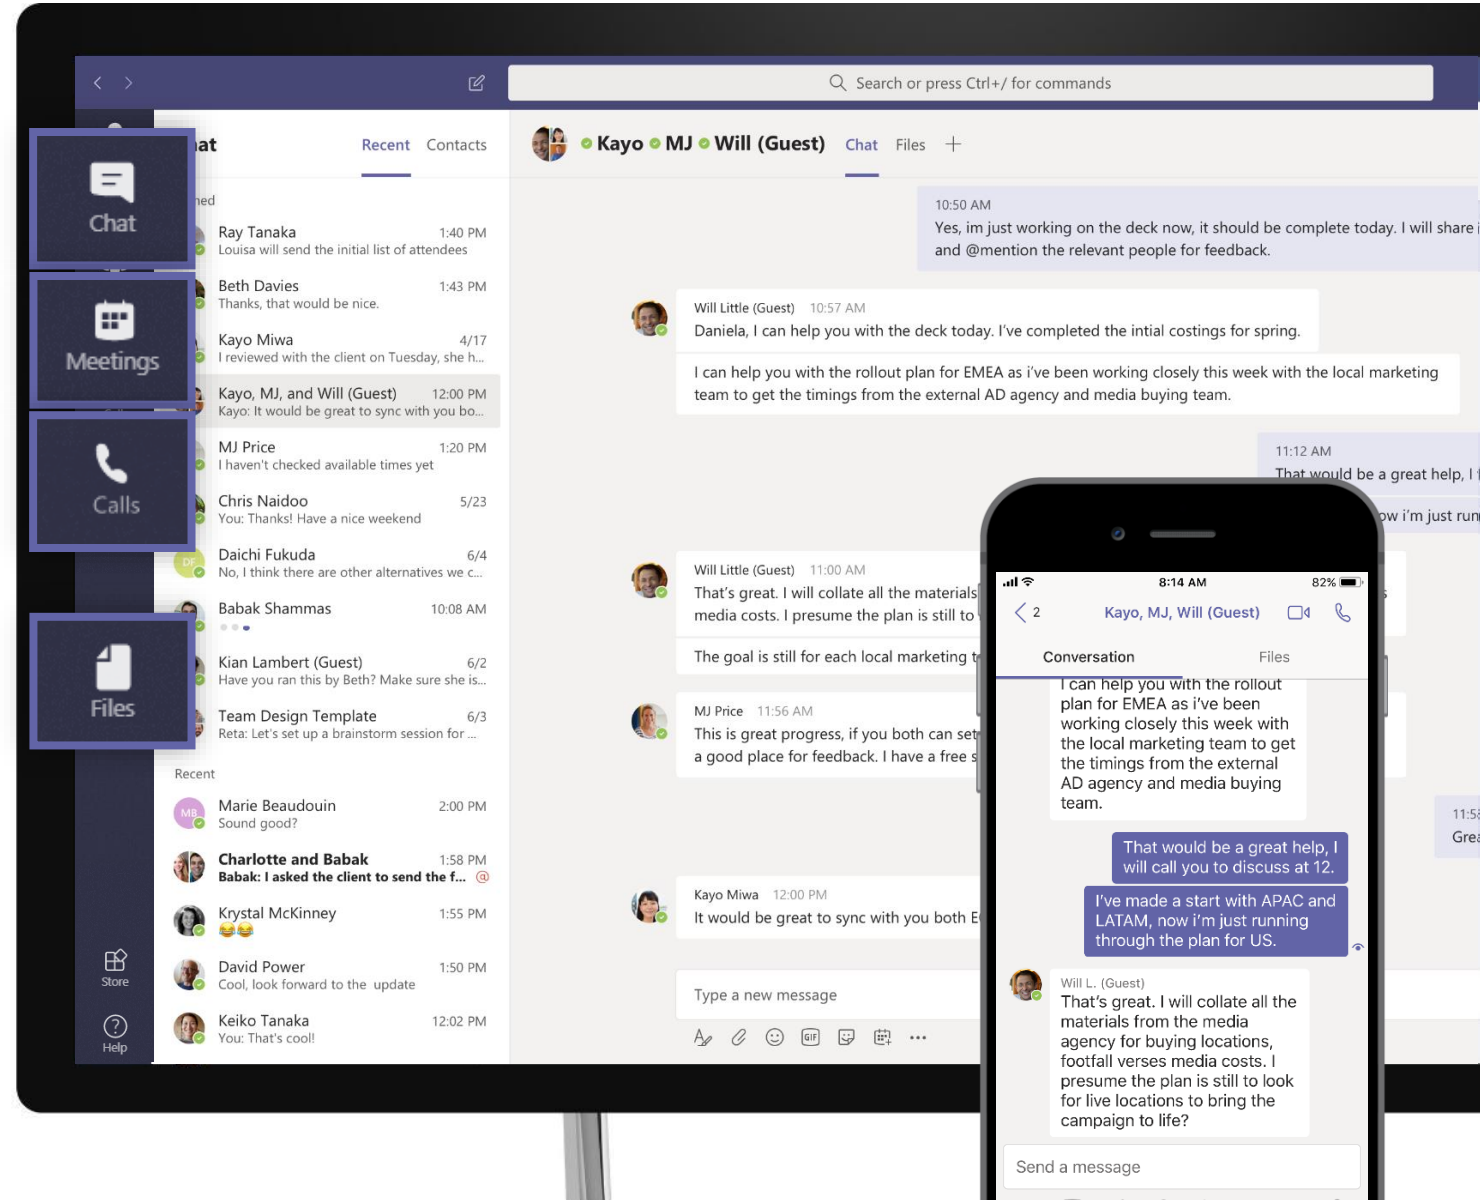 Search or press Ctrl+/ for commands
Chat
Meetings
Calls
Files
Store
Help
Recent
Contacts
Ray Tanaka 1:40 PM
Louisa will send the initial list of attendees
Beth Davies 1:43 PM
Thanks, that would be nice.
Kayo Miwa 4/17
I reviewed with the client on Tuesday, she h...
Kayo, MJ, and Will (Guest) 12:00 PM
Kayo: It would be great to sync with you bo...
MJ Price 1:20 PM
I haven't checked available times yet
Chris Naidoo 5/23
You: Thanks! Have a nice weekend
DF
Daichi Fukuda 6/4
No, I think there are other alternatives we c...
Babak Shammas 10:08 AM
Kian Lambert (Guest) 6/2
Have you ran this by Beth? Make sure she is...
Team Design Template 6/3
Reta: Let's set up a brainstorm session for ...
Recent
MB
Marie Beaudouin 2:00 PM
Sound good?
Charlotte and Babak 1:58 PM
Babak: I asked the client to send the f... @
Krystal McKinney 1:55 PM
😂😂
David Power 1:50 PM
Cool, look forward to the update
Keiko Tanaka 12:02 PM
You: That's cool!
Kayo MJ Will (Guest) Chat Files
10:50 AM
Yes, im just working on the deck now, it should be complete today. I will share
and @mention the relevant people for feedback.
Will Little (Guest) 10:57 AM
Daniela, I can help you with the deck today. I've completed the intial costings for spring.
I can help you with the rollout plan for EMEA as i've been working closely this week with the local marketing
team to get the timings from the external AD agency and media buying team.
11:12 AM
That would be a great help, I
i'm just run
Will Little (Guest) 11:00 AM
That's great. I will collate all the materials
media costs. I presume the plan is still to
The goal is still for each local marketing
MJ Price 11:56 AM
This is great progress, if you both can set
a good place for feedback. I have a free
Kayo Miwa 12:00 PM
It would be great to sync with you both
Type a new message
GIF
8:14 AM 82%
2 Kayo, MJ, Will (Guest)
Conversation Files
I can help you with the rollout
plan for EMEA as i've been
working closely this week with
the local marketing team to get
the timings from the external
AD agency and media buying
team.
That would be a great help, I
will call you to discuss at 12.
I've made a start with APAC and
LATAM, now i'm just running
through the plan for US.
Will L. (Guest)
That's great. I will collate all the
materials from the media
agency for buying locations,
footfall verses media costs. I
presume the plan is still to look
for live locations to bring the
campaign to life?
Send a message